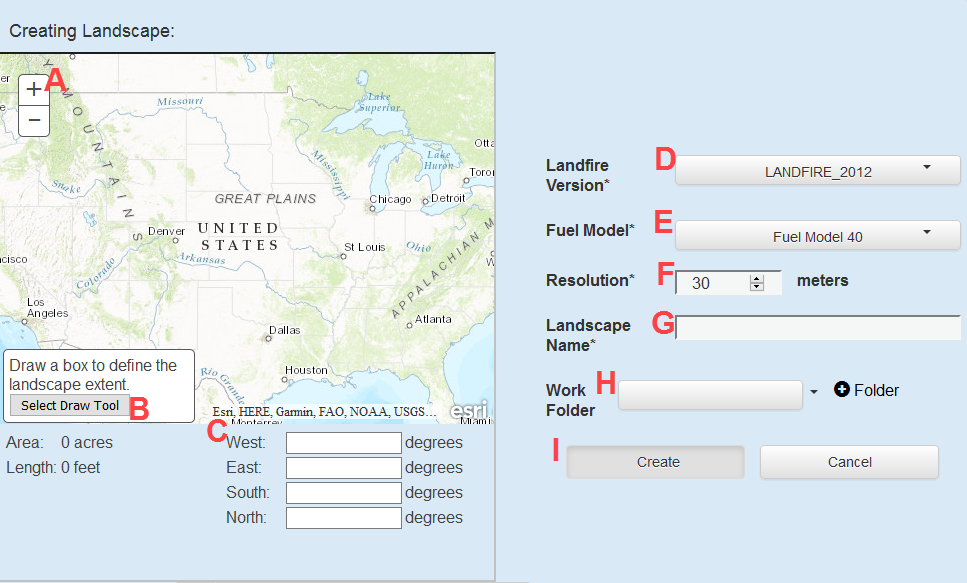 Creating Landscape:
er
A
+
−
MOUNTAINS
Missouri
Lake
Superior
Otta
Lake
Huron
Toror
Snake
Mississippi
GREAT PLAINS
Chicago
Detroit
Denver
UNITED
STATES
St Louis
Ohio
W
cisco
Arkansas
Colorado
APPALACHIAN M
Los
Angeles
Atlanta
Dallas
Houston
Rio Grande
Draw a box to define the
landscape extent.
Select Draw Tool
B
Esri, HERE, Garmin, FAO, NOAA, USGS...
esri
Monterrey
Miami
Area: 0 acres
Length: 0 feet
C
West: degrees
East: degrees
South: degrees
North: degrees
Landfire
Version*
D
LANDFIRE_2012
Fuel Model*
E
Fuel Model 40
Resolution*
F
30
meters
Landscape
Name*
G
Work
Folder
H
Folder
I
Create
Cancel